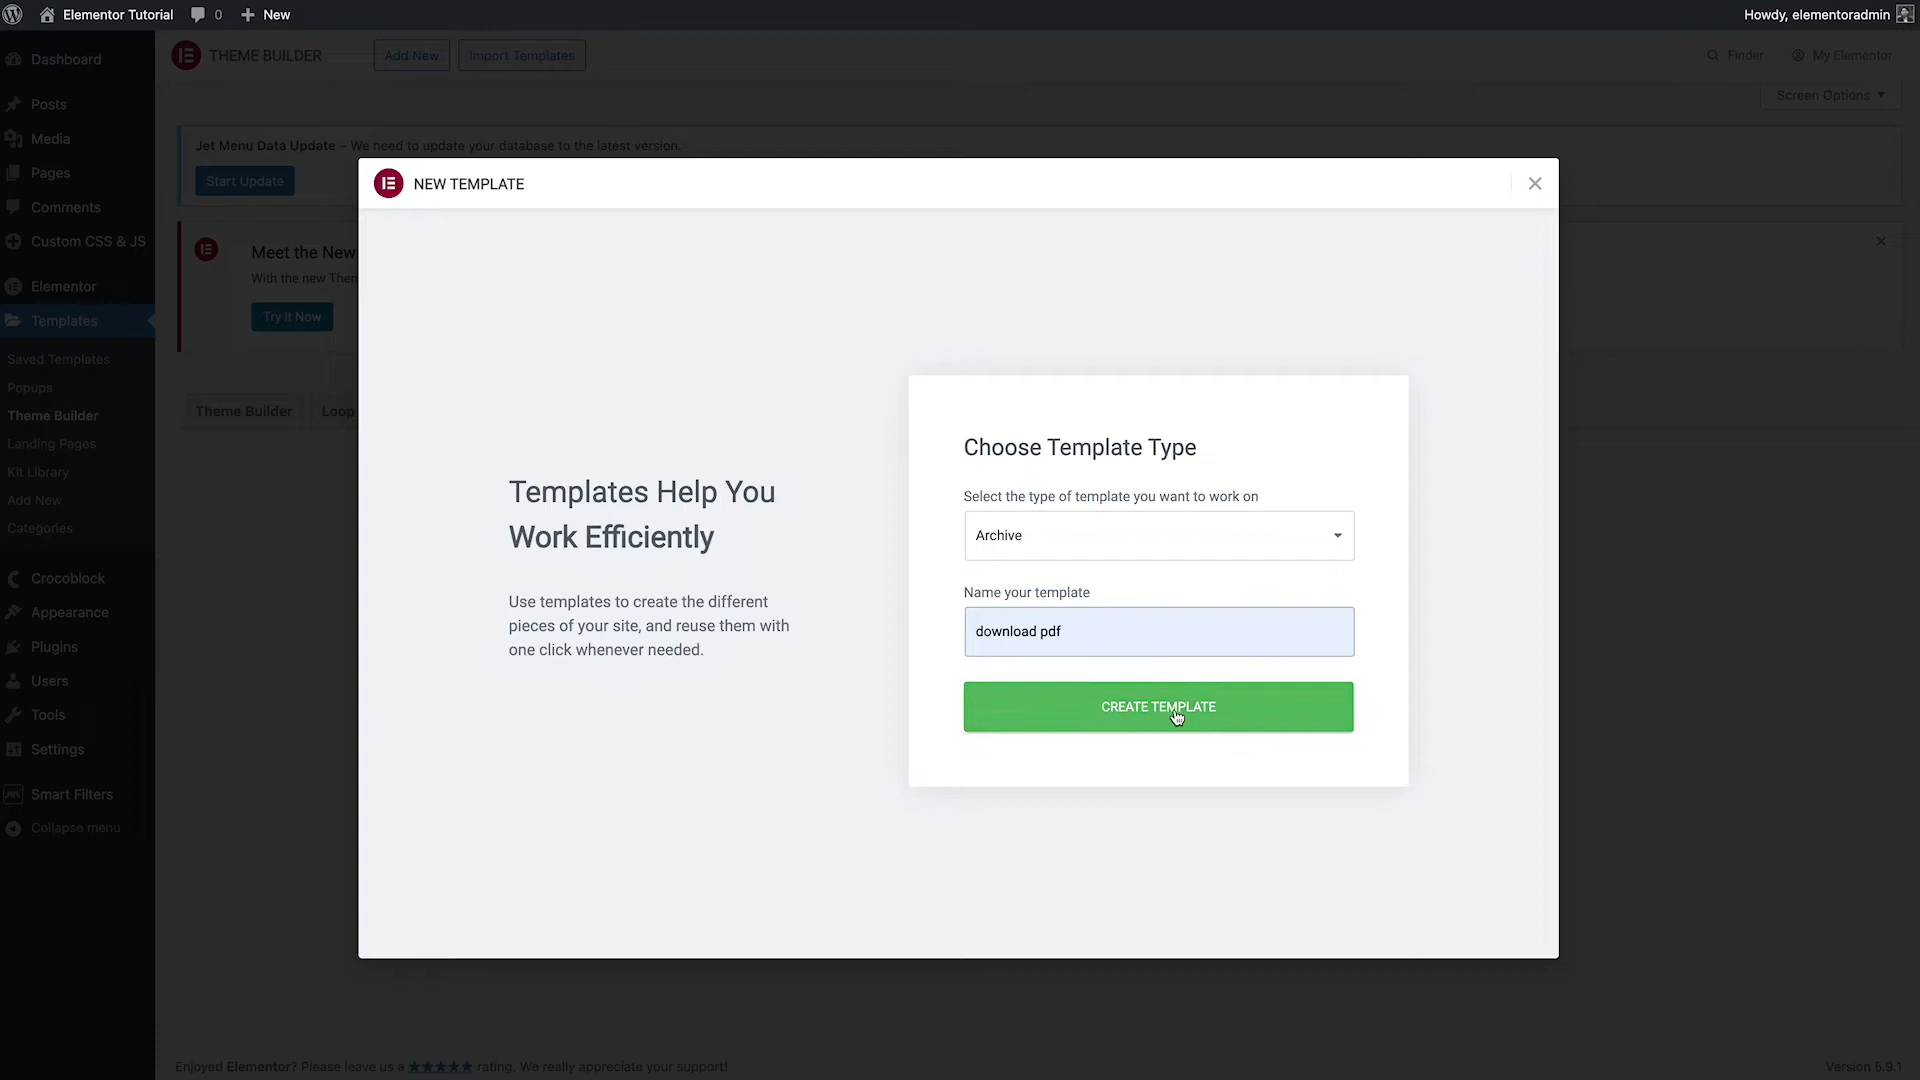 Elementor Tutorial
0
New
Howdy, elementoradmin
Dashboard
Posts
Media
Pages
Comments
Custom CSS & JS
Elementor
Templates
Saved Templates
Popups
Theme Builder
Landing Pages
Kit Library
Add New
Categories
Crocoblock
Appearance
Plugins
Users
Tools
Settings
Smart Filters
Collapse menu
THEME BUILDER
Add New
Import Templates
Finder
My Elementor
Screen Options
Jet Menu Data Update – We need to update your database to the latest version.
Start Update
Meet the New
With the new Then
Try it Now
Theme Builder
Loop
NEW TEMPLATE
Templates Help You
Work Efficiently
Use templates to create the different
pieces of your site, and reuse them with
one click whenever needed.
Choose Template Type
Select the type of template you want to work on
Archive
Name your template
download pdf
CREATE TEMPLATE
Enjoyed Elementor? Please leave us a ★★★★★ rating. We really appreciate your support!
Version 5.9.1